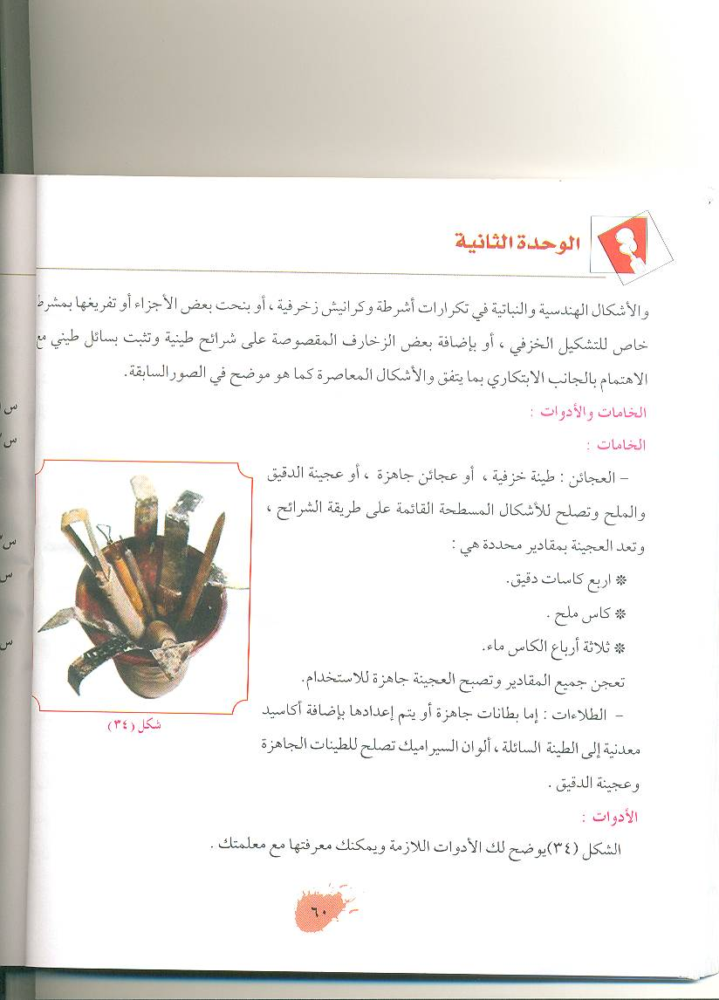 الوحدة الثانية
والأشكال الهندسية والنباتية في تكرارات أشرطة وكرانيش زخرفية ، أو بنحت بعض الأجزاء أو تفريغها بمشرط
خاص للتشكيل الخزفي ، أو بإضافة بعض الزخارف المقصوصة على شرائح طينية وتثبت بسائل طيني مع
الاهتمام بالجانب الابتكاري بما يتفق والأشكال المعاصرة كما هو موضح في الصور السابقة.
الخامات والأدوات :
الخامات :
– العجائن : طينة خزفية ، أو عجائن جاهزة ، أو عجينة الدقيق
والملح وتصلح للأشكال المسطحة القائمة على طريقة الشرائح ،
وتعد العجينة بمقادير محددة هي :
❊ اربع كاسات دقيق.
❊ كاس ملح .
❊ ثلاثة أرباع الكاس ماء.
تعجن جميع المقادير وتصبح العجينة جاهزة للاستخدام.
– الطلاءات : إما بطانات جاهزة أو يتم إعدادها بإضافة أكاسيد
معدنية إلى الطينة السائلة ، ألوان السيراميك تصلح للطينات الجاهزة
وعجينة الدقيق .
شكل (٣٤)
الأدوات :
الشكل (٣٤)يوضح لك الأدوات اللازمة ويمكنك معرفتها مع معلمتك .
٦٠